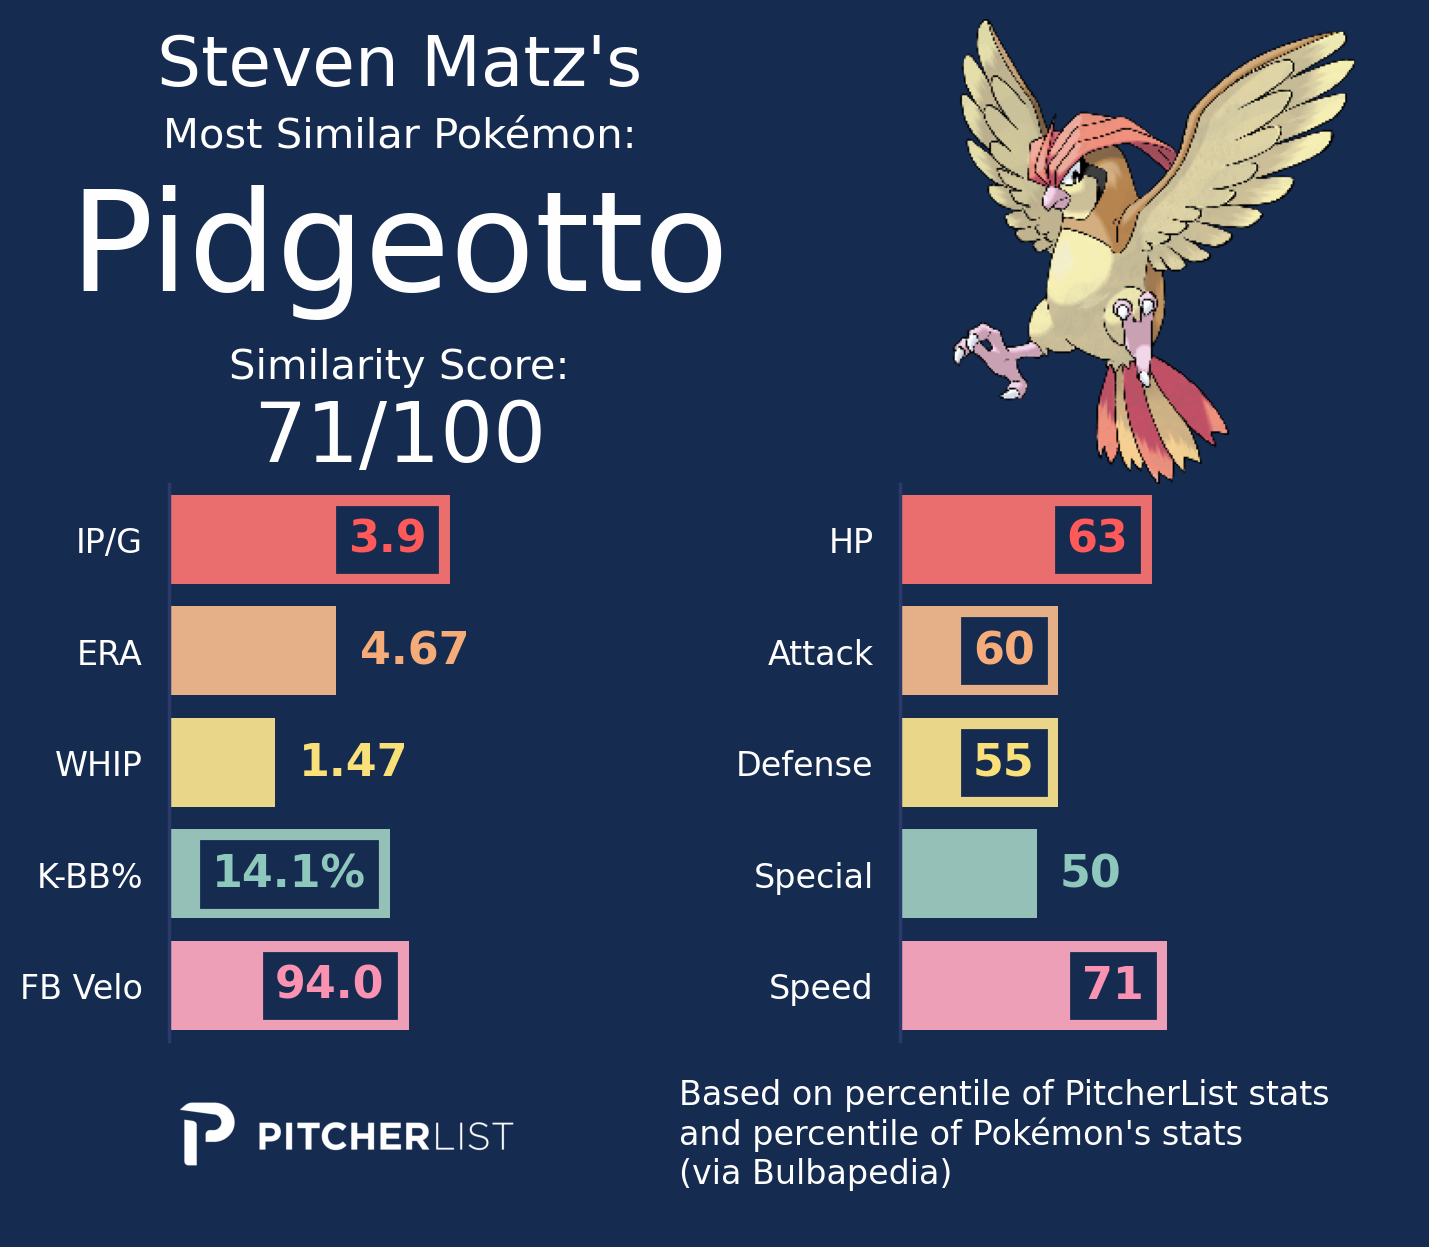 Steven Matz's
Most Similar Pokémon:
Pidgeotto
Similarity Score:
71/100
IP/G 3.9
ERA 4.67
WHIP 1.47
K-BB% 14.1%
FB Velo 94.0
HP 63
Attack 60
Defense 55
Special 50
Speed 71
PITCHERLIST
Based on percentile of PitcherList stats
and percentile of Pokémon's stats
(via Bulbapedia)